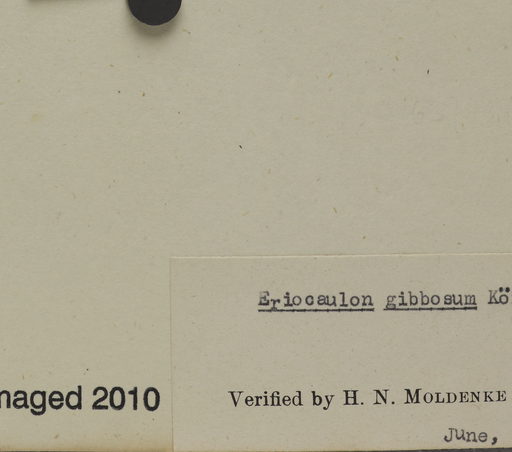 Eriocaulon gibbosum Kö
Verified by H. N. MOLDENKE
maged 2010
June,